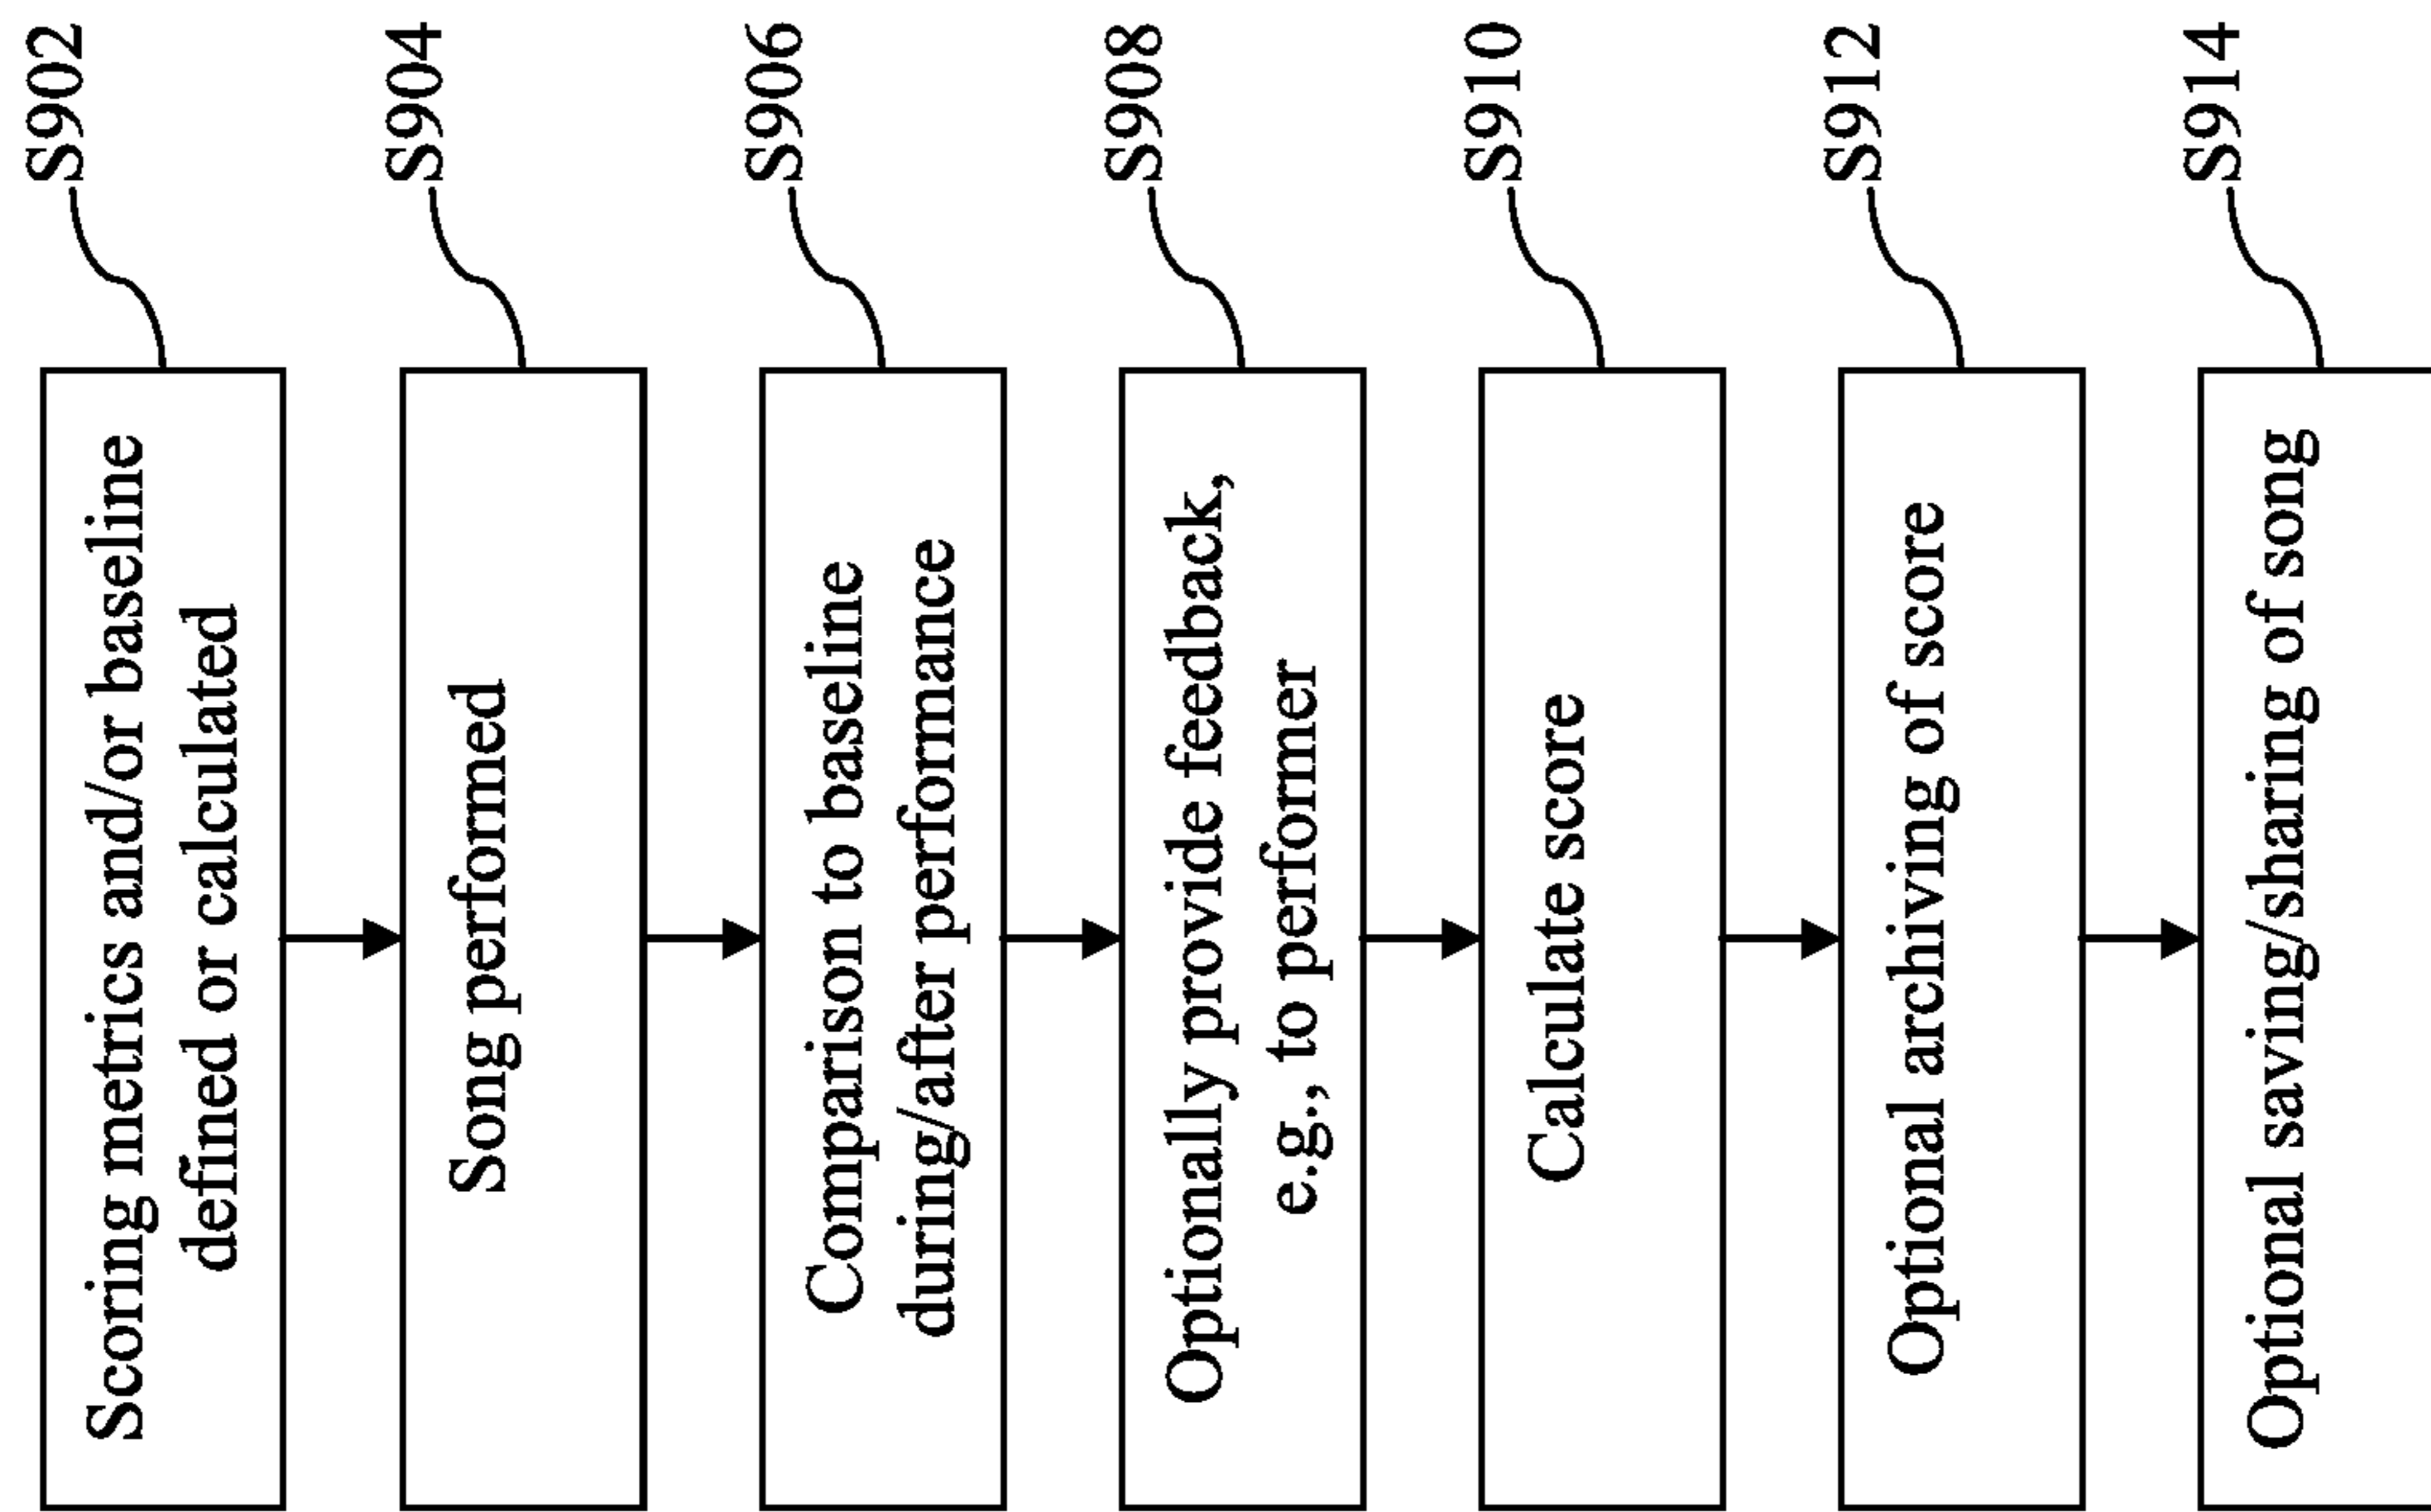 Scoring metrics and/or baseline
defined or calculated
S902
Song performed
S904
Comparison to baseline
during/after performance
S906
Optionally provide feedback,
e.g., to performer
S908
Calculate score
S910
Optional archiving of score
S912
Optional saving/sharing of song
S914